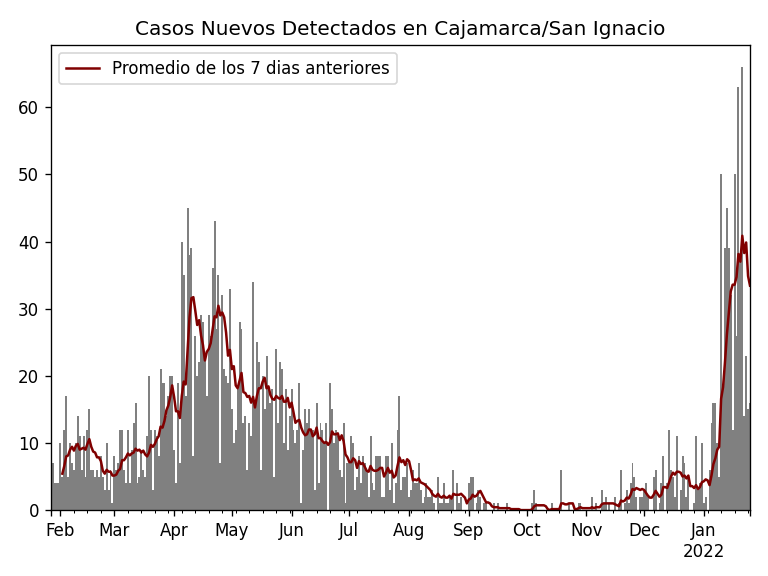 Casos Nuevos Detectados en Cajamarca/San Ignacio
Promedio de los 7 dias anteriores
60
50
40
30
20
10
0
Feb Mar Apr May Jun Jul Aug Sep Oct Nov Dec Jan
2022